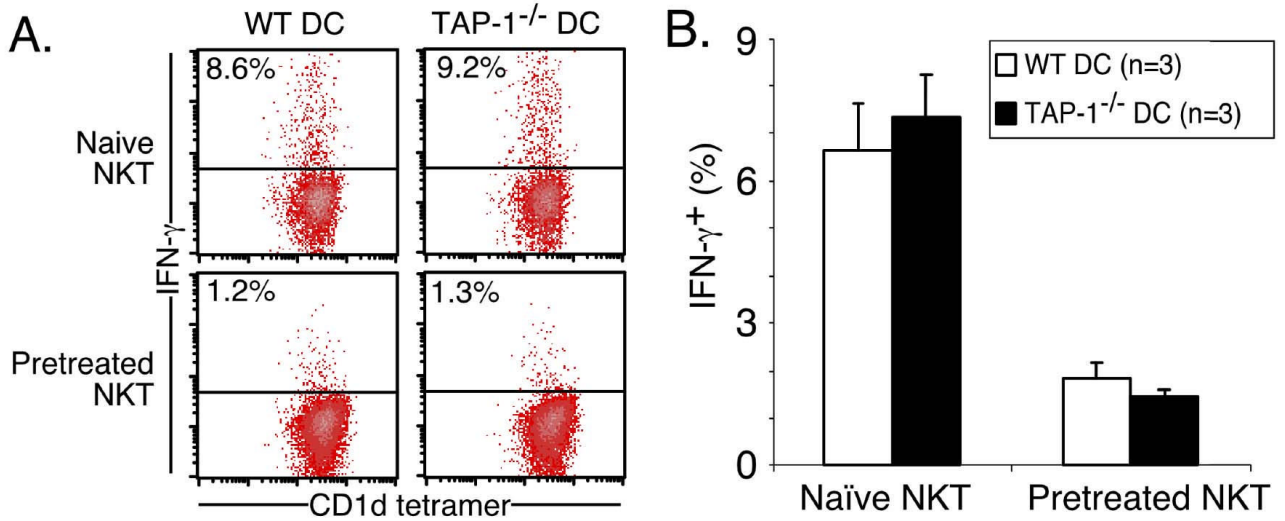 A.
WT DC
TAP-1-/- DC
Naive
NKT
Pretreated
NKT
IFN-γ
8.6%
9.2%
1.2%
1.3%
CD1d tetramer
B.
IFN-γ+ (%)
9
6
3
0
WT DC (n=3)
TAP-1-/- DC (n=3)
Naïve NKT
Pretreated NKT